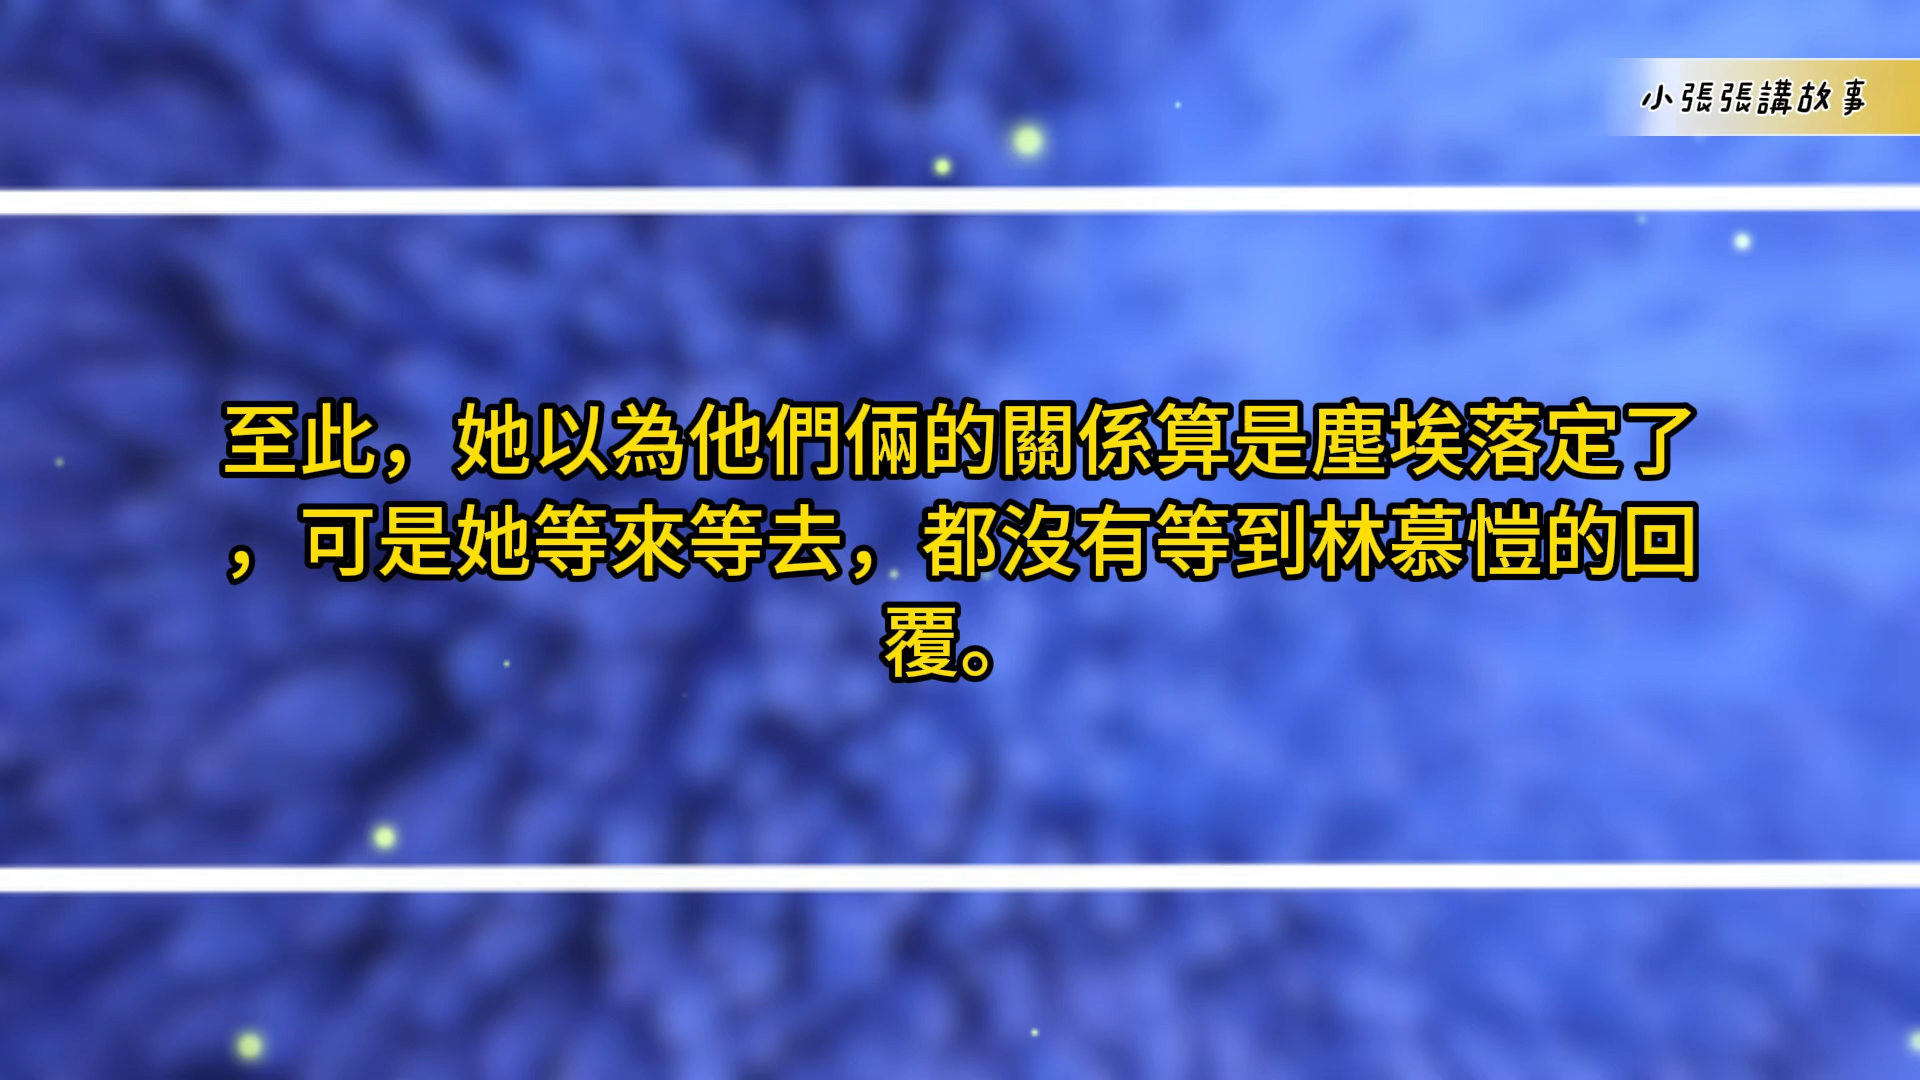 小張張講故事
至此，她以為他們倆的關係算是塵埃落定了
，可是她等來等去，都沒有等到林慕愷的回
覆。